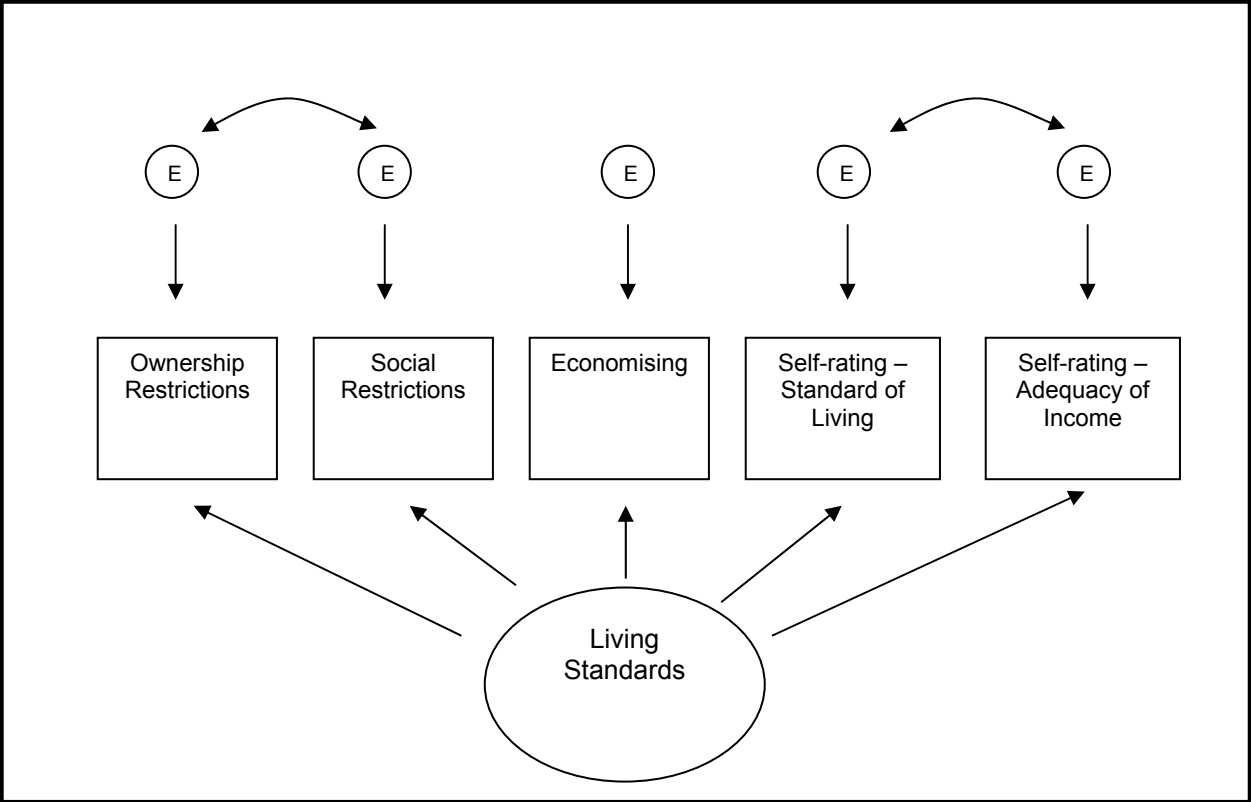 E
E
E
E
E
Ownership
Restrictions
Social
Restrictions
Economising
Self-rating –
Standard of
Living
Self-rating –
Adequacy of
Income
Living
Standards